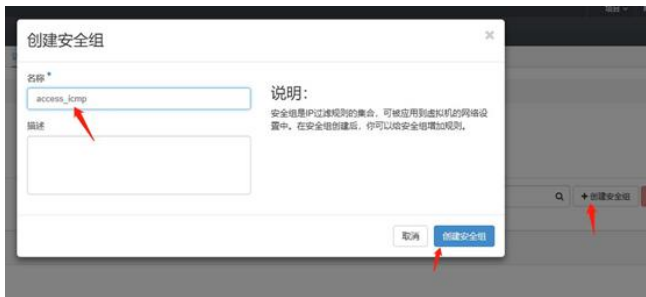 项目
创建安全组
×
名称 *
access_icmp
描述
说明:
安全组是IP过滤规则的集合，可被应用到虚拟机的网络设
置中。在安全组创建后，你可以给安全组增加规则。
+创建安全组
取消
创建安全组